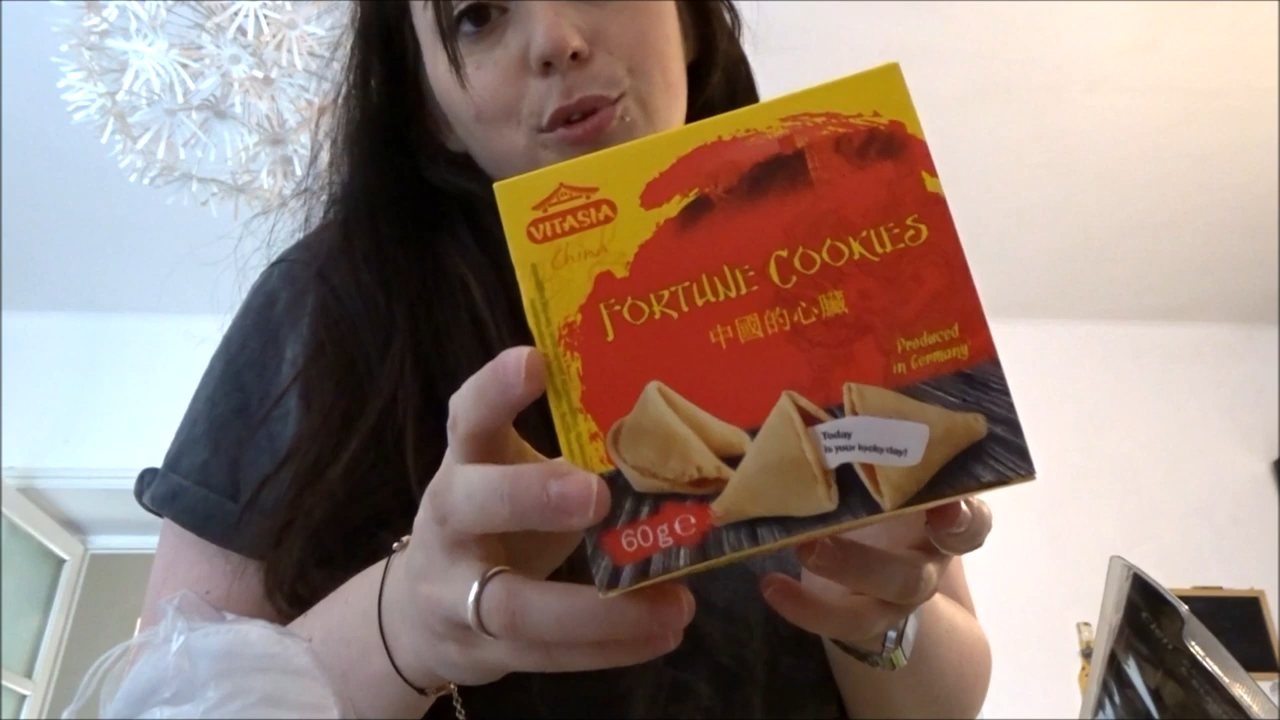 VITASIA
China
FORTUNE COOKIES
中國的心臟
Produced
in Germany
Today
is your lucky day!
60g℮